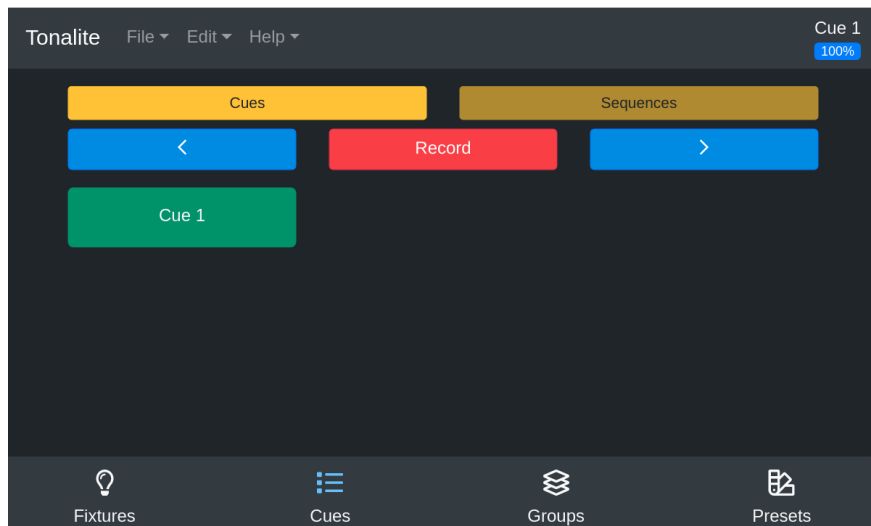 Tonalite File Edit Help Cue 1
100%
Cues Sequences
Record
Cue 1
Fixtures Cues Groups Presets